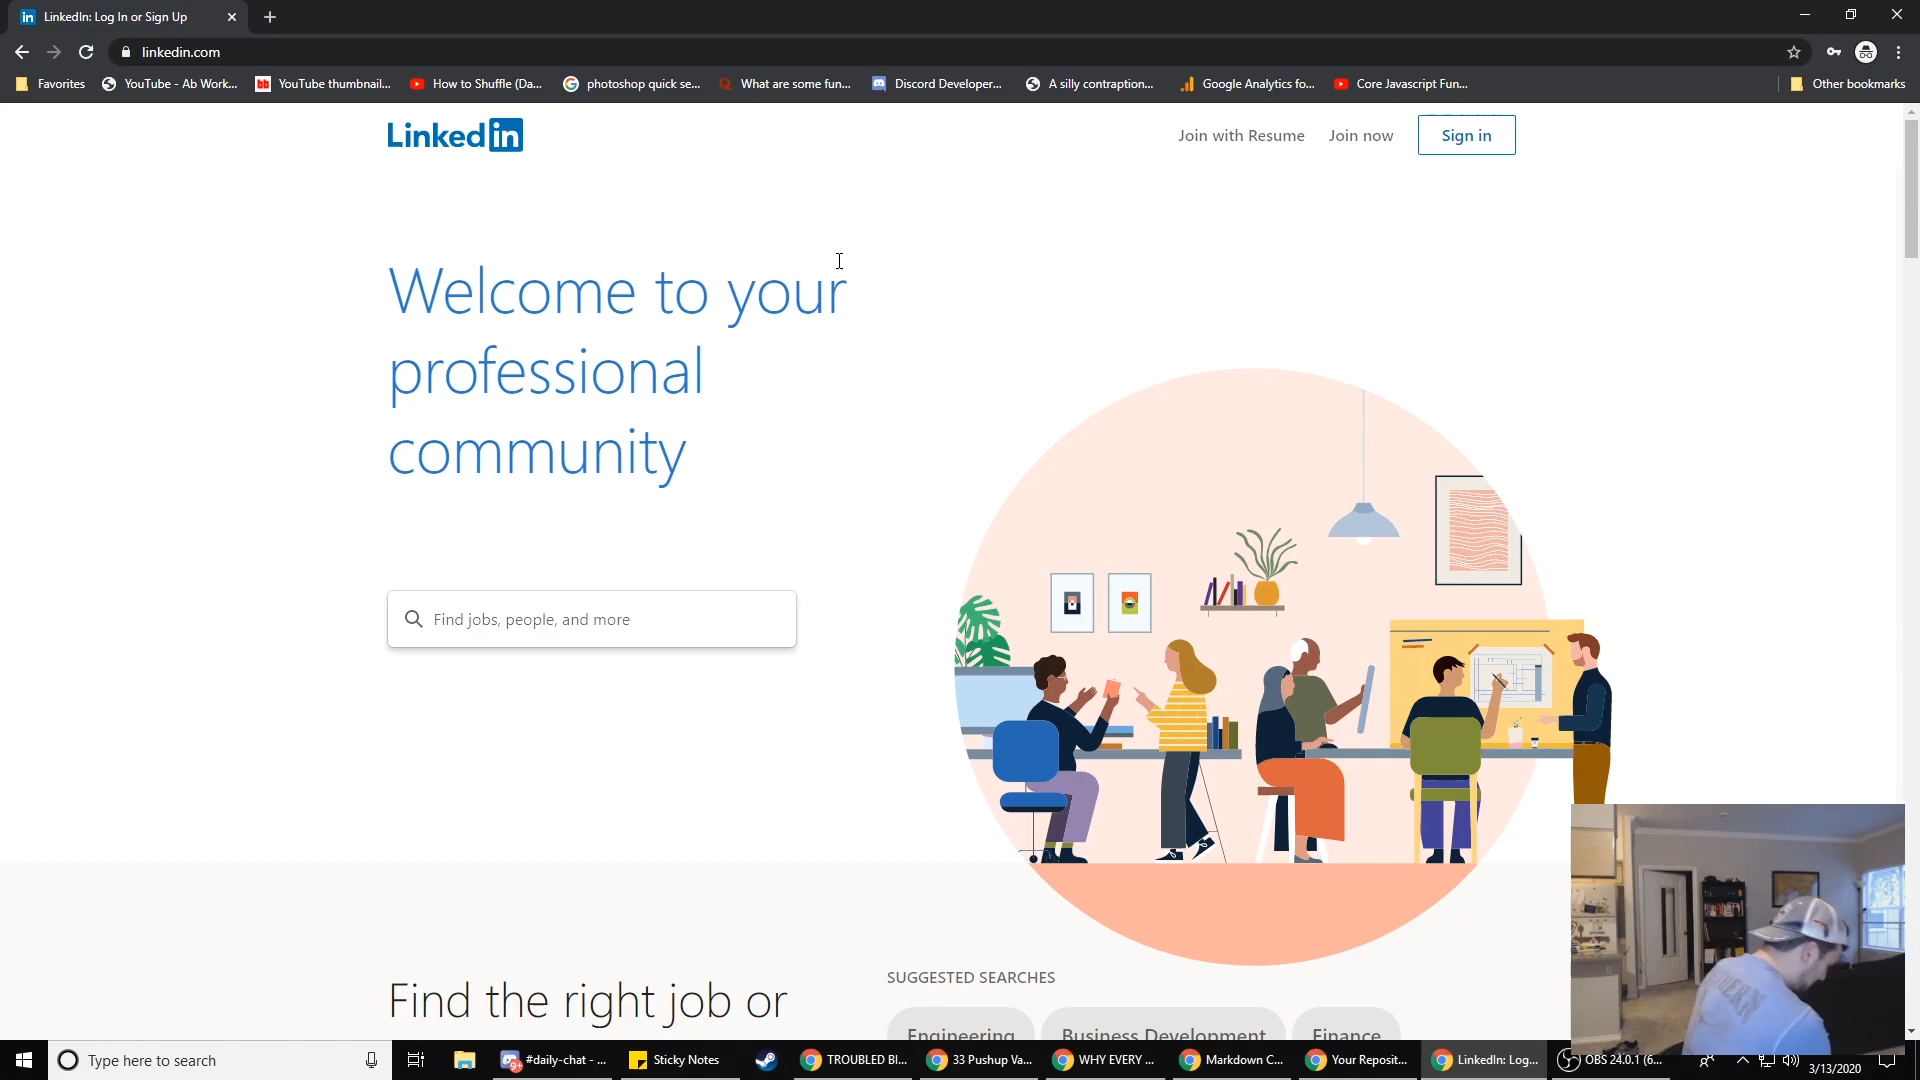 LinkedIn: Log In or Sign Up
linkedin.com
Favorites
YouTube - Ab Work...
YouTube thumbnail...
How to Shuffle (Da...
photoshop quick se...
What are some fun...
Discord Developer...
A silly contraption...
Google Analytics fo...
Core Javascript Fun...
Other bookmarks
Linked in
Join with Resume
Join now
Sign in
Welcome to your
professional
community
Find jobs, people, and more
Find the right job or
SUGGESTED SEARCHES
Engineering
Business Development
Finance
Type here to search
#daily-chat - ...
9+
Sticky Notes
TROUBLED BI...
33 Pushup Va...
WHY EVERY ...
Markdown C...
Your Reposit...
LinkedIn: Log...
OBS 24.0.1 (6...
3/13/2020